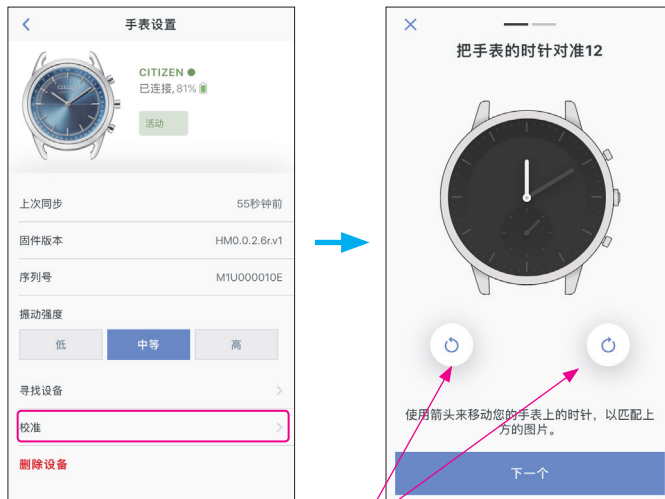 手表设置
CITIZEN
已连接,81%
活动
上次同步 55秒钟前
固件版本 HM0.0.2.6r.v1
序列号 M1U000010E
振动强度
低 中等 高
寻找设备
校准
删除设备
把手表的时针对准12
使用箭头来移动您的手表上的时针，以匹配上
方的图片。
下一个